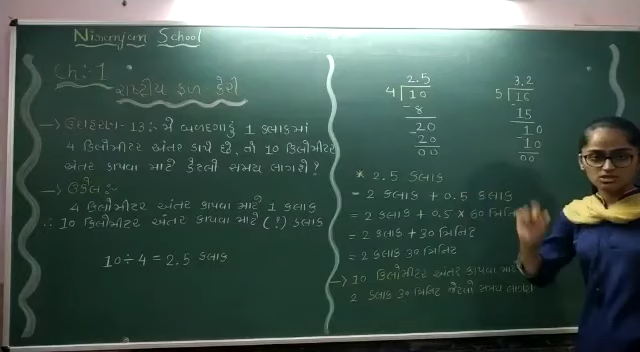 Niranjan School
Ch:-1
રાષ્ટ્રીય ફળ - કેરી
→ ઉદાહરણ-13:- જો બળદગાડું 1 કલાકમાં
4 કિલોમીટર અંતર કાપે છે, તો 10 કિલોમીટર
અંતર કાપવા માટે કેટલો સમય લાગશે?
→ ઉકેલ:-
4 કિલોમીટર અંતર કાપવા માટે 1 કલાક
∴ 10 કિલોમીટર અંતર કાપવા માટે (?) કલાક
10 ÷ 4 = 2.5 કલાક
2.5
4 10
- 8
20
20
00
3.2
5 16
- 15
10
- 10
00
* 2.5 કલાક
= 2 કલાક + 0.5 કલાક
= 2 કલાક + 0.5 × 60 મિનિટ
= 2 કલાક + 30 મિનિટ
= 2 કલાક 30 મિનિટ
→ 10 કિલોમીટર અંતર કાપવા માટે
2 કલાક 30 મિનિટ જેટલો સમય લાગશે